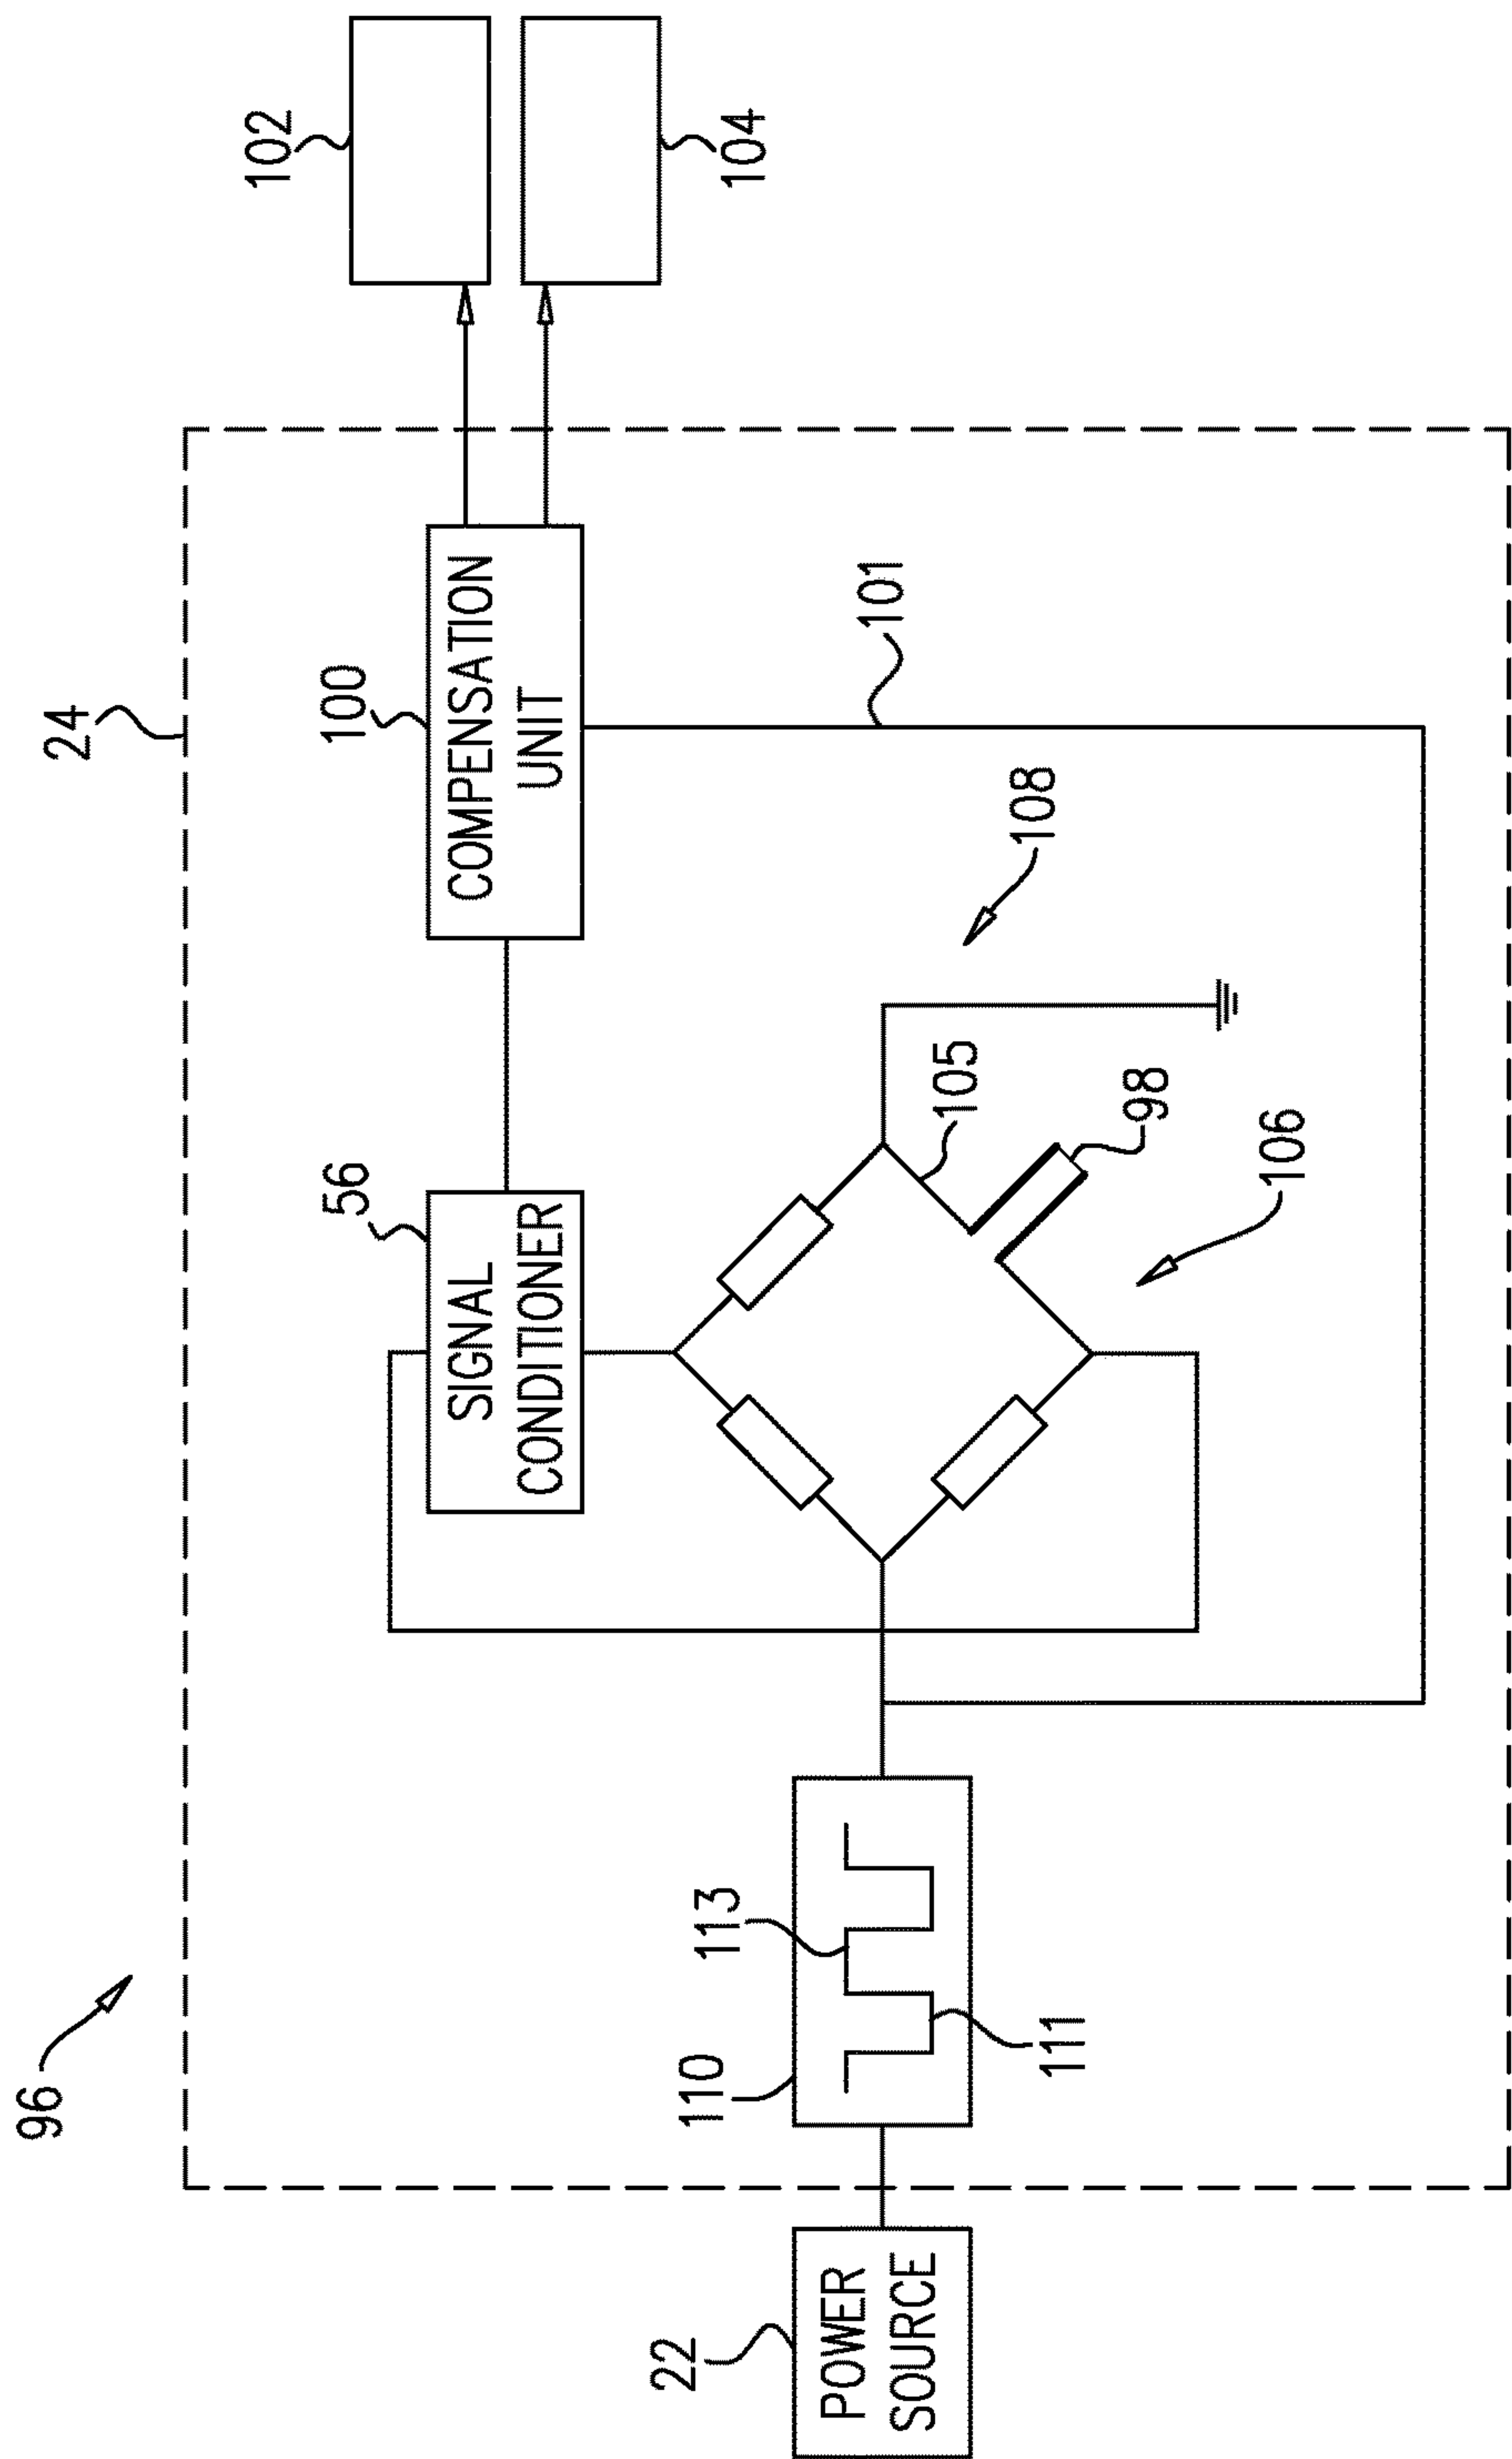 96
24
102
104
100
COMPENSATION
UNIT
56
SIGNAL
CONDITIONER
101
108
105
98
106
110
113
111
22
POWER
SOURCE